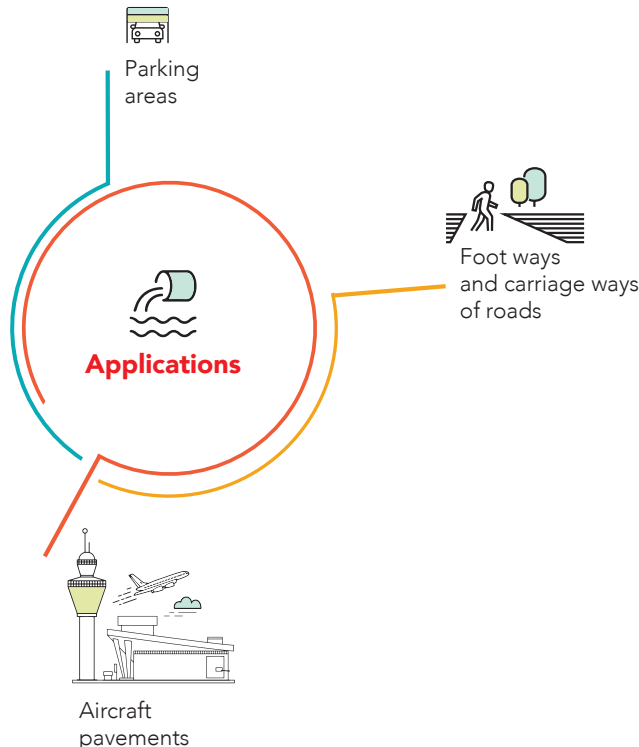 Parking
areas
Foot ways
and carriage ways
of roads
Applications
Aircraft
pavements